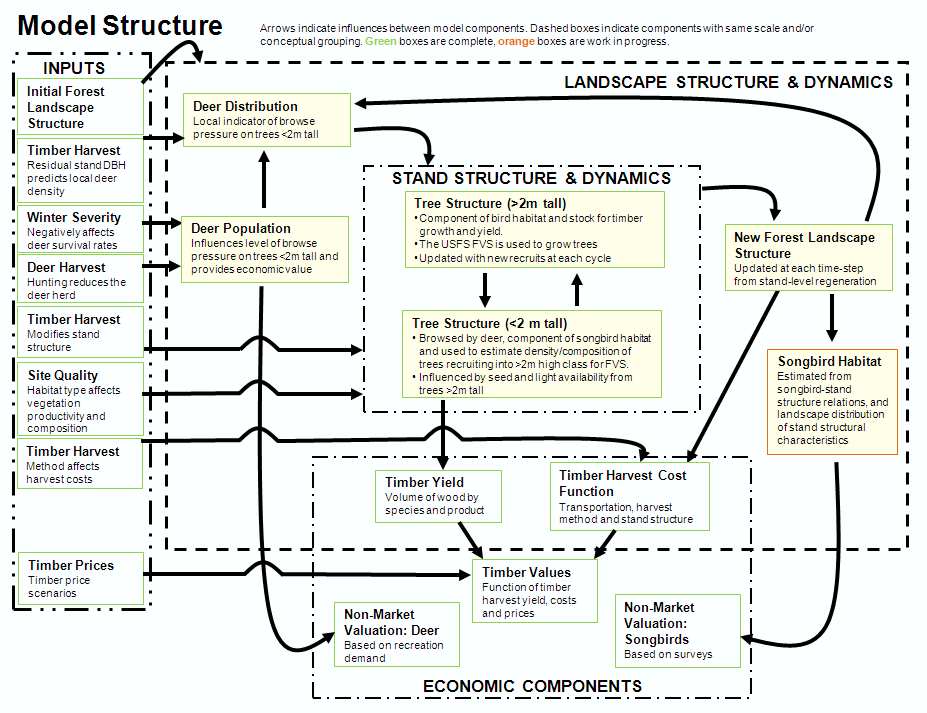 Model Structure
Arrows indicate influences between model components. Dashed boxes indicate components with same scale and/or
conceptual grouping. Green boxes are complete, orange boxes are work in progress.
INPUTS
Initial Forest
Landscape
Structure
Timber Harvest
Residual stand DBH
predicts local deer
density
Winter Severity
Negatively affects
deer survival rates
Deer Harvest
Hunting reduces the
deer herd
Timber Harvest
Modifies stand
structure
Site Quality
Habitat type affects
vegetation
productivity and
composition
Timber Harvest
Method affects
harvest costs
Timber Prices
Timber price
scenarios
LANDSCAPE STRUCTURE & DYNAMICS
Deer Distribution
Local indicator of browse
pressure on trees <2m tall
Deer Population
Influences level of browse
pressure on trees <2m tall and
provides economic value
STAND STRUCTURE & DYNAMICS
Tree Structure (>2m tall)
•Component of bird habitat and stock for timber
growth and yield.
•The USFS FVS is used to grow trees
•Updated with new recruits at each cycle
Tree Structure (<2 m tall)
• Browsed by deer, component of songbird habitat
and used to estimate density/composition of
trees recruiting into >2m high class for FVS.
• Influenced by seed and light availability from
trees >2m tall
New Forest Landscape
Structure
Updated at each time-step
from stand-level regeneration
Songbird Habitat
Estimated from
songbird-stand
structure relations, and
landscape distribution
of stand structural
characteristics
Timber Yield
Volume of wood by
species and product
Timber Harvest Cost
Function
Transportation, harvest
method and stand structure
Timber Values
Function of timber
harvest yield, costs
and prices
Non-Market
Valuation: Deer
Based on recreation
demand
Non-Market
Valuation:
Songbirds
Based on surveys
ECONOMIC COMPONENTS